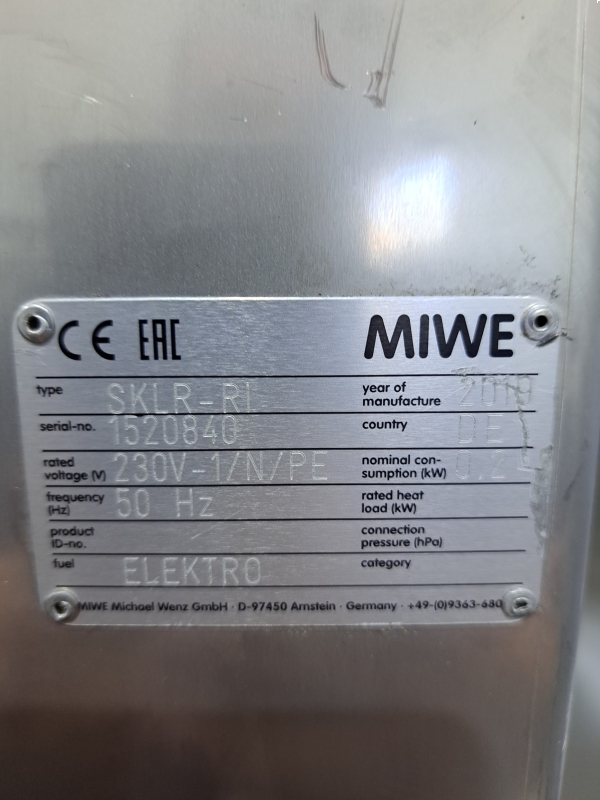 CE EAC MIWE
type SKLR-RL year of manufacture 2019
serial-no. 1520840 country DE
rated voltage (V) 230V-1/N/PE nominal con-sumption (kW)
frequency (Hz) 50 Hz rated heat load (kW)
product ID-no. connection pressure (hPa)
fuel ELEKTRO category
MIWE Michael Wenz GmbH · D-97450 Arnstein · Germany · +49-(0)9363-680